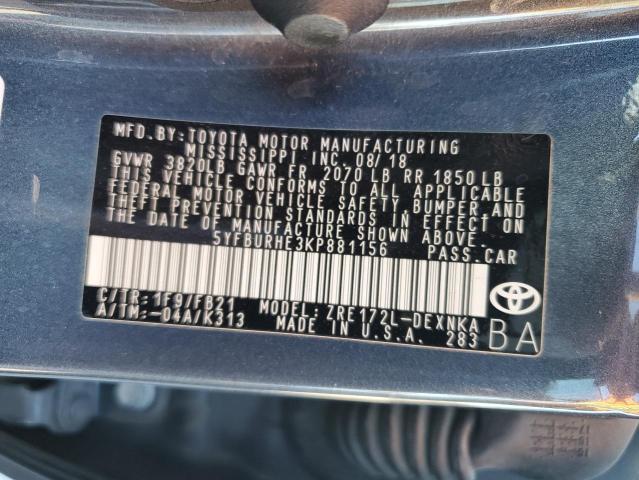 MFD. BY: TOYOTA MOTOR MANUFACTURING
MISSISSIPPI INC. 08/18
GVWR 3820LB GAWR FR 2070 LB RR 1850 LB
THIS VEHICLE CONFORMS TO ALL APPLICABLE
FEDERAL MOTOR VEHICLE SAFETY, BUMPER, AND
THEFT PREVENTION STANDARDS IN EFFECT ON
THE DATE OF MANUFACTURE SHOWN ABOVE.
5YFBURHE3KP881156 PASS. CAR
C/TR: 1F9/FB21 MODEL: ZRE172L-DEXNKA
A/TM: -04A/K313 MADE IN U.S.A. 283
BA